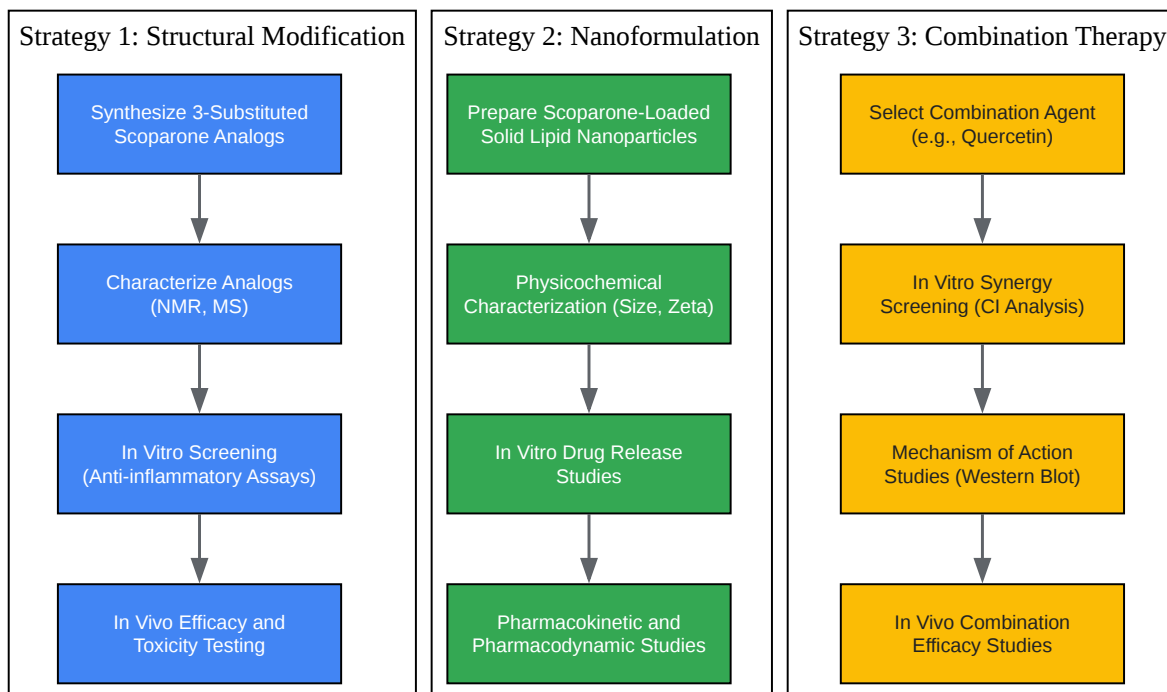 Strategy 1: Structural Modification
Synthesize 3-Substituted
Scoparone Analogs
Characterize Analogs
(NMR, MS)
In Vitro Screening
(Anti-inflammatory Assays)
In Vivo Efficacy and
Toxicity Testing
Strategy 2: Nanoformulation
Prepare Scoparone-Loaded
Solid Lipid Nanoparticles
Physicochemical
Characterization (Size, Zeta)
In Vitro Drug Release
Studies
Pharmacokinetic and
Pharmacodynamic Studies
Strategy 3: Combination Therapy
Select Combination Agent
(e.g., Quercetin)
In Vitro Synergy
Screening (CI Analysis)
Mechanism of Action
Studies (Western Blot)
In Vivo Combination
Efficacy Studies